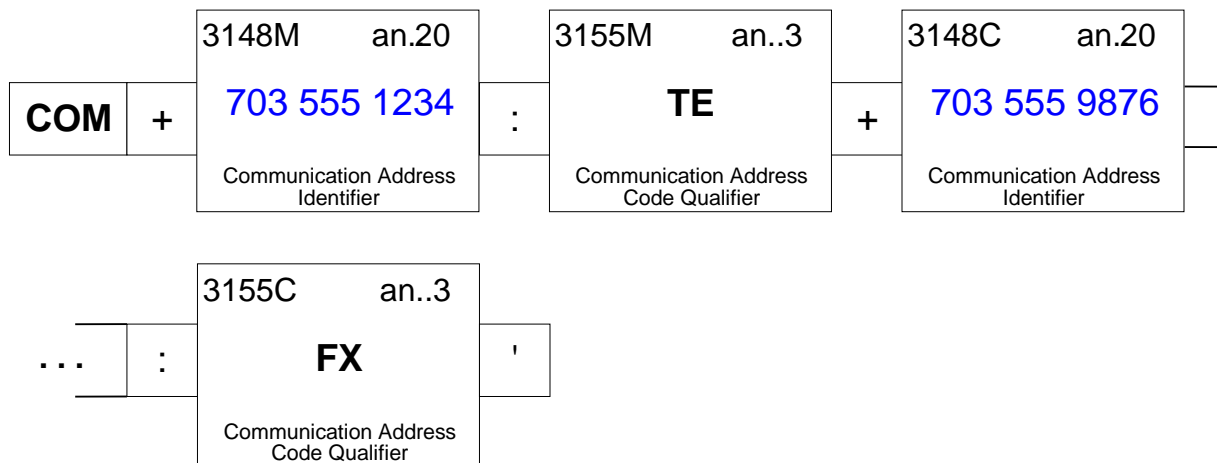 3148M an.20 3155M an..3 3148C an.20
COM + 703 555 1234 : TE + 703 555 9876
Communication Address Communication Address Communication Address
Identifier Code Qualifier Identifier
3155C an..3
... : FX '
Communication Address
Code Qualifier